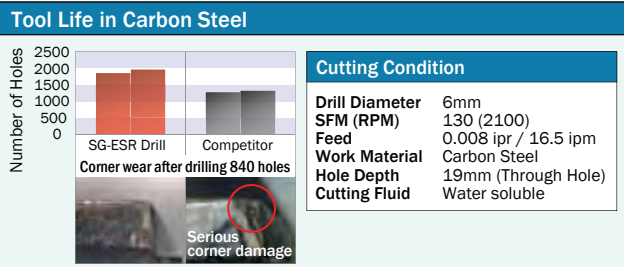 Tool Life in Carbon Steel
Number of Holes
2500
2000
1500
1000
500
0
SG-ESR Drill
Competitor
Corner wear after drilling 840 holes
Serious
corner damage
Cutting Condition
Drill Diameter 6mm
SFM (RPM) 130 (2100)
Feed 0.008 ipr / 16.5 ipm
Work Material Carbon Steel
Hole Depth 19mm (Through Hole)
Cutting Fluid Water soluble